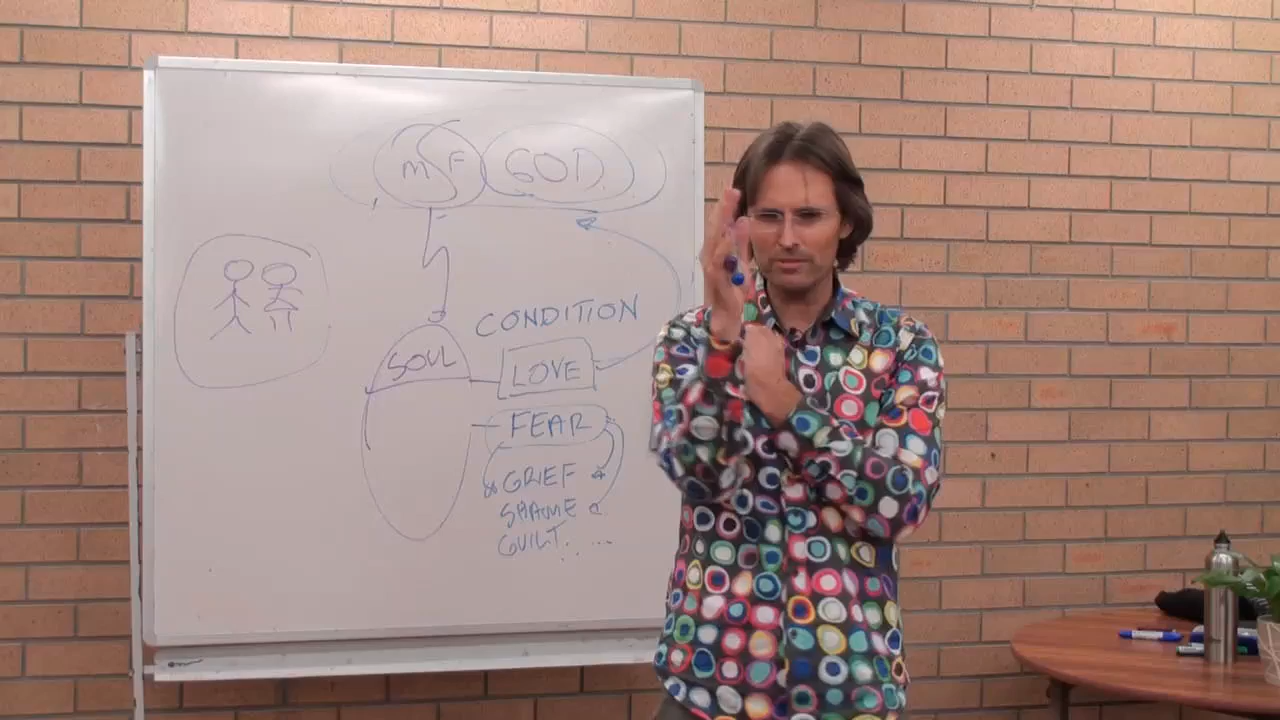 M F GOD
CONDITION
SOUL LOVE
FEAR
GRIEF
SHAME
GUILT. ....